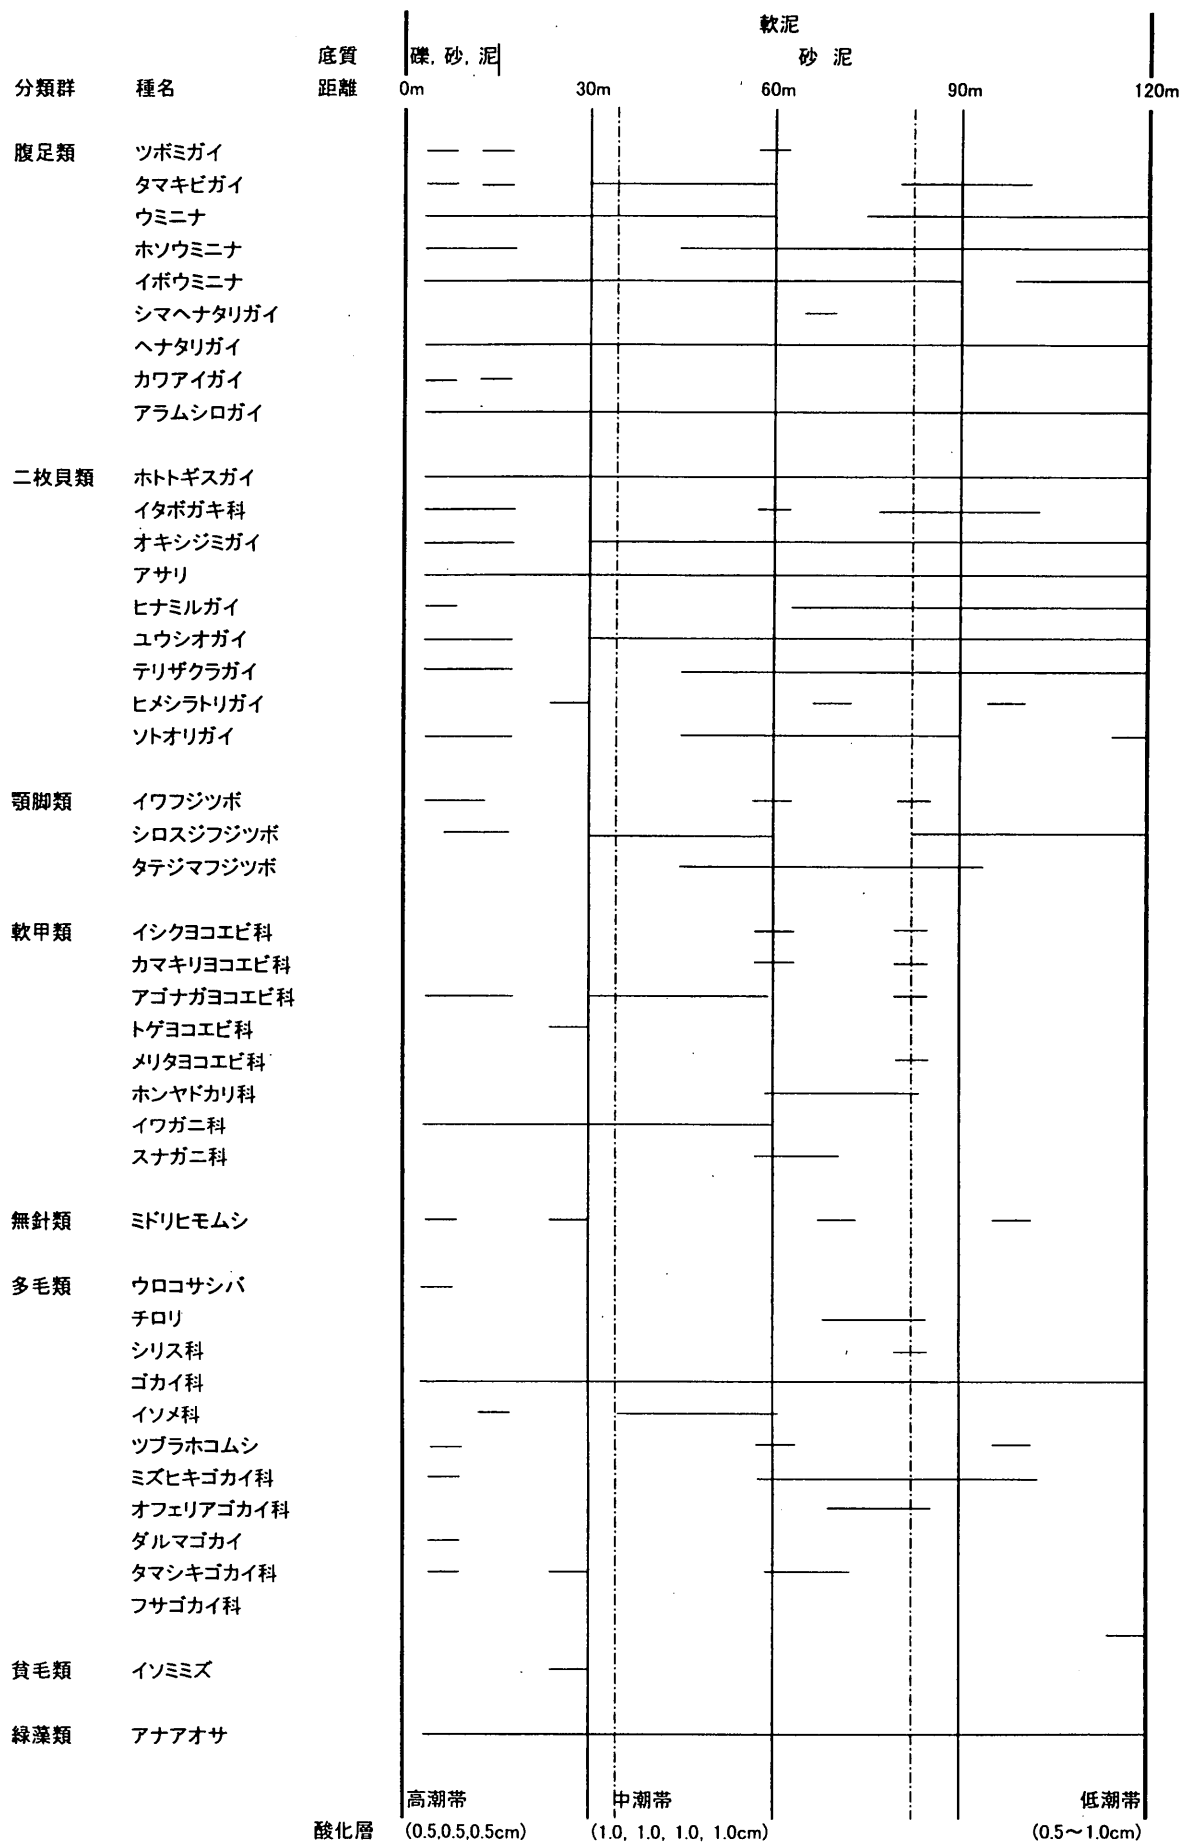 軟泥
底質 礫, 砂, 泥 砂 泥
分類群 種名 距離 0m 30m 60m 90m 120m
腹足類 ツボミガイ
タマキビガイ
ウミニナ
ホソウミニナ
イボウミニナ
シマヘナタリガイ
ヘナタリガイ
カワアイガイ
アラムシロガイ
二枚貝類 ホトトギスガイ
イタボガキ科
オキシジミガイ
アサリ
ヒナミルガイ
ユウシオガイ
テリザクラガイ
ヒメシラトリガイ
ソトオリガイ
顎脚類 イワフジツボ
シロスジフジツボ
タテジマフジツボ
軟甲類 イシクヨコエビ科
カマキリヨコエビ科
アゴナガヨコエビ科
トゲヨコエビ科
メリタヨコエビ科
ホンヤドカリ科
イワガニ科
スナガニ科
無針類 ミドリヒモムシ
多毛類 ウロコサシバ
チロリ
シリス科
ゴカイ科
イソメ科
ツブラホコムシ
ミズヒキゴカイ科
オフェリアゴカイ科
ダルマゴカイ
タマシキゴカイ科
フサゴカイ科
貧毛類 イソミミズ
緑藻類 アナアオサ
高潮帯 中潮帯 低潮帯
酸化層 (0.5,0.5,0.5cm) (1.0, 1.0, 1.0, 1.0cm) (0.5～1.0cm)